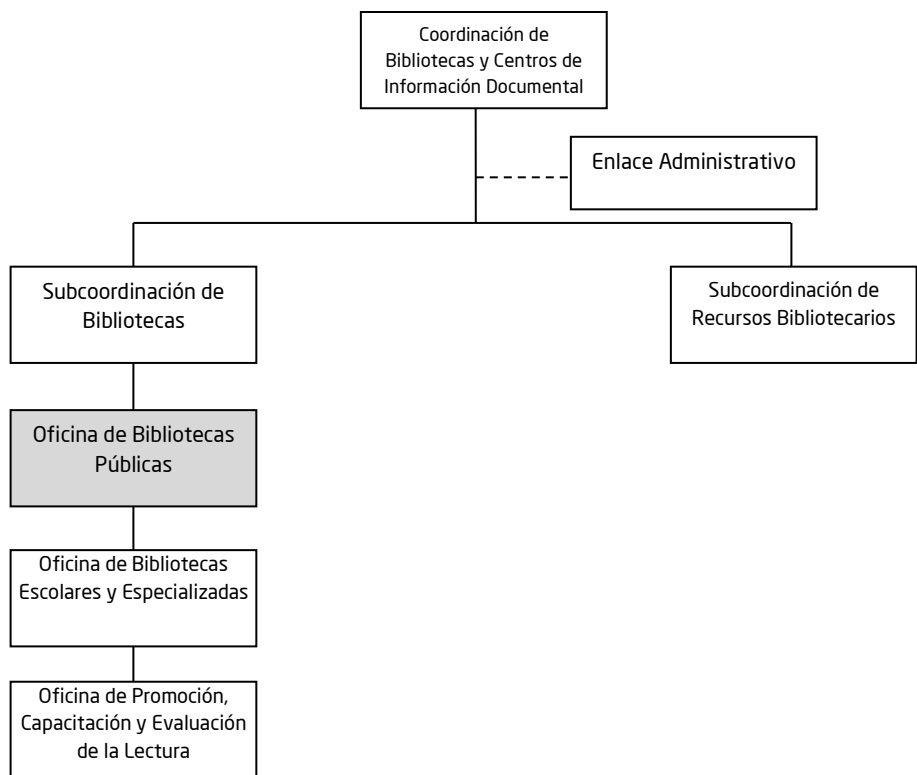 Coordinación de
Bibliotecas y Centros de
Información Documental
Enlace Administrativo
Subcoordinación de
Bibliotecas
Subcoordinación de
Recursos Bibliotecarios
Oficina de Bibliotecas
Públicas
Oficina de Bibliotecas
Escolares y Especializadas
Oficina de Promoción,
Capacitación y Evaluación
de la Lectura